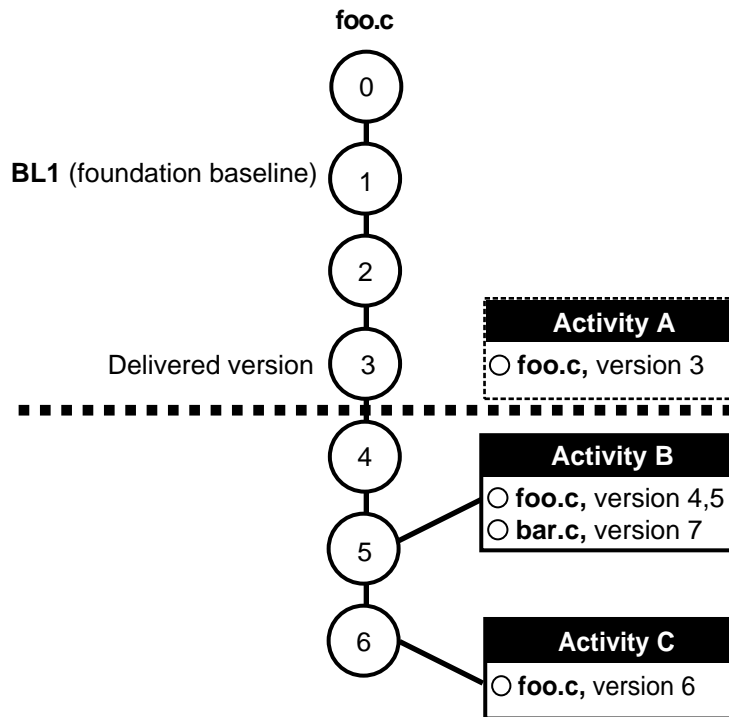 foo.c
0
BL1 (foundation baseline)
1
2
Activity A
Delivered version
3
foo.c, version 3
4
Activity B
foo.c, version 4,5
bar.c, version 7
5
6
Activity C
foo.c, version 6